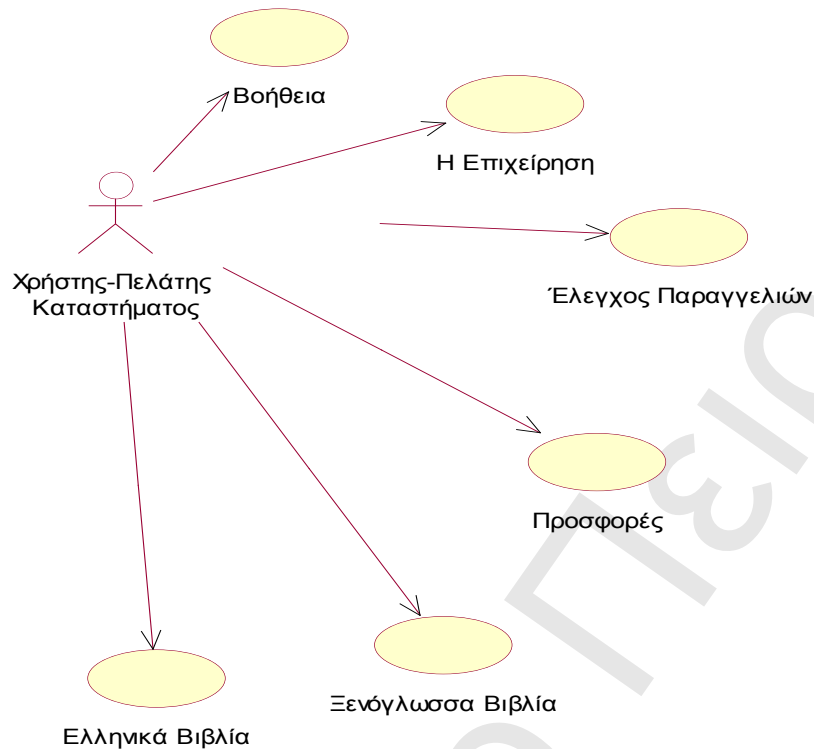 Βοήθεια
Η Επιχείρηση
Έλεγχος Παραγγελιών
Χρήστης-Πελάτης
Καταστήματος
Προσφορές
Ξενόγλωσσα Βιβλία
Ελληνικά Βιβλία